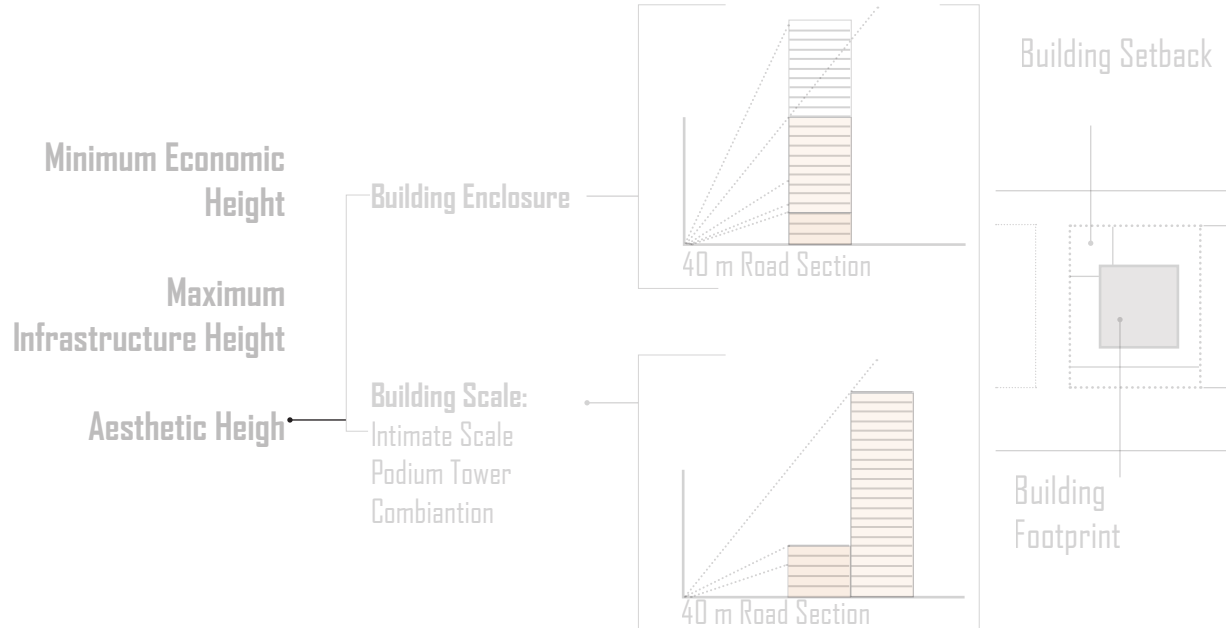 Minimum Economic
Height
Maximum
Infrastructure Height
Aesthetic Heigh
Building Enclosure
Building Scale:
Intimate Scale
Podium Tower
Combiantion
40 m Road Section
40 m Road Section
Building Setback
Building
Footprint